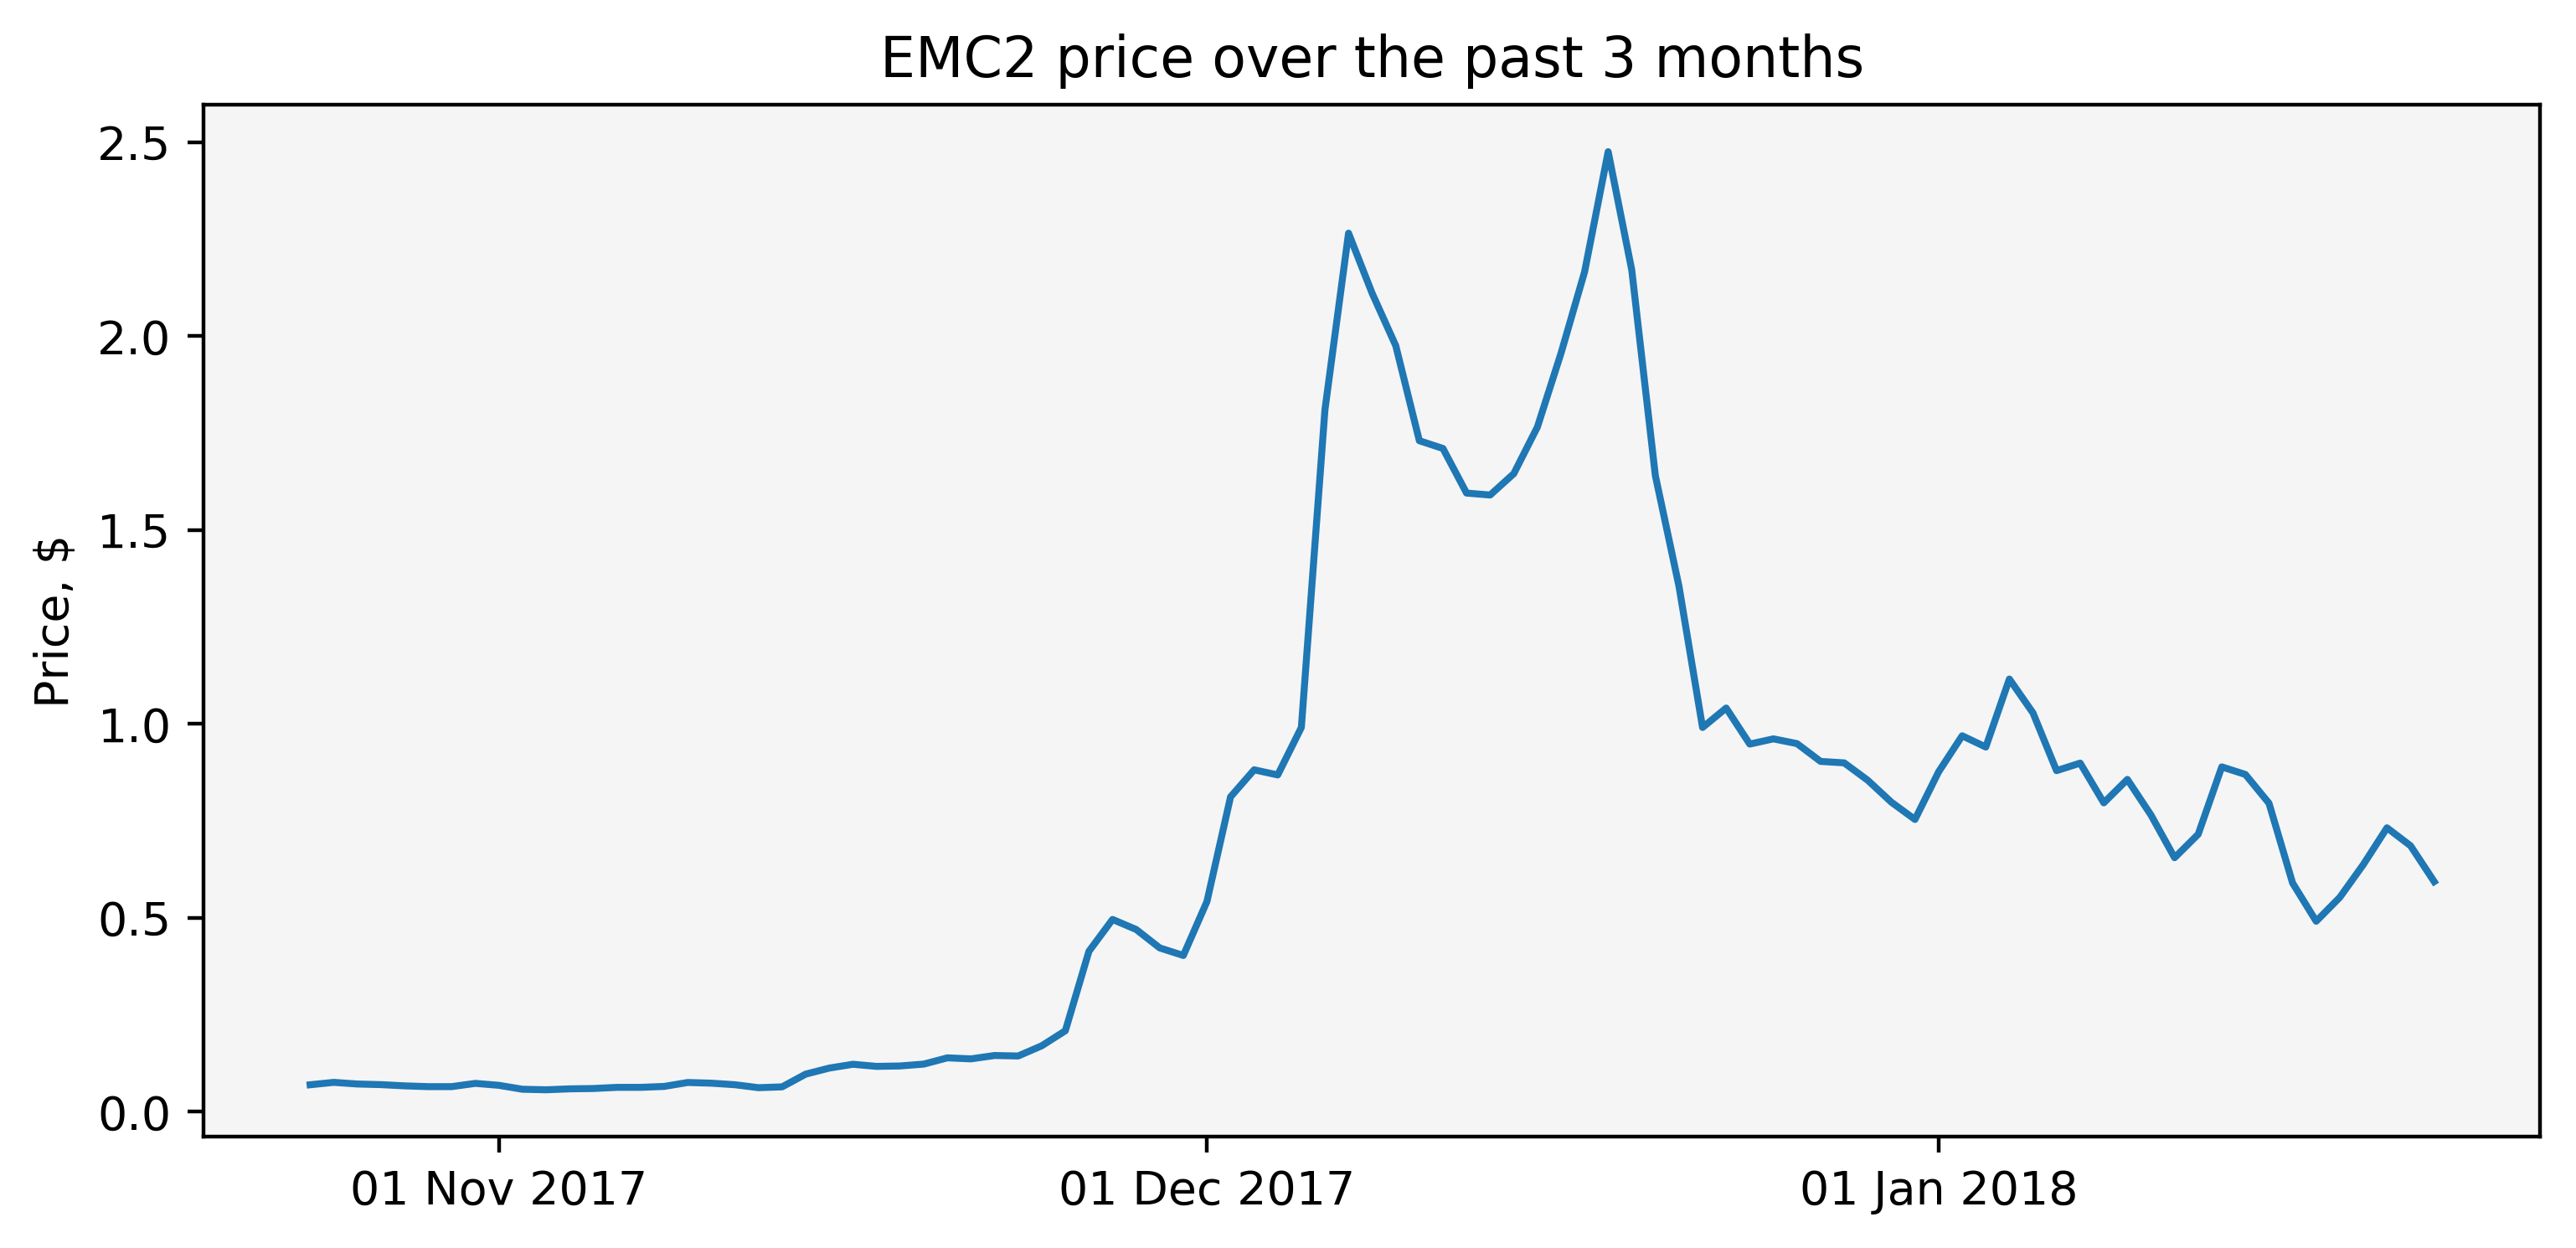 EMC2 price over the past 3 months
Price, $
2.5
2.0
1.5
1.0
0.5
0.0
01 Nov 2017
01 Dec 2017
01 Jan 2018